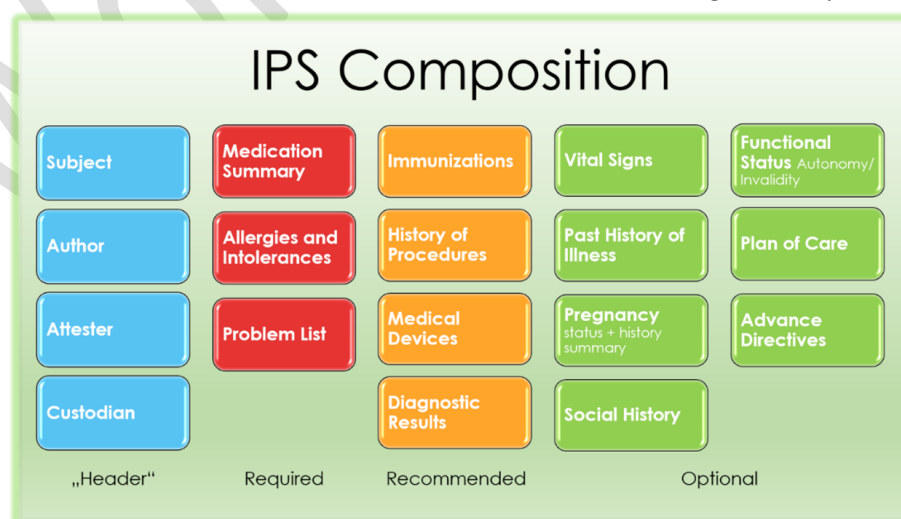 IPS Composition
Subject
Author
Attester
Custodian
„Header“
Medication
Summary
Allergies and
Intolerances
Problem List
Required
Immunizations
History of
Procedures
Medical
Devices
Diagnostic
Results
Recommended
Vital Signs
Past History of
Illness
Pregnancy
status + history
summary
Social History
Functional
Status Autonomy/
Invalidity
Plan of Care
Advance
Directives
Optional